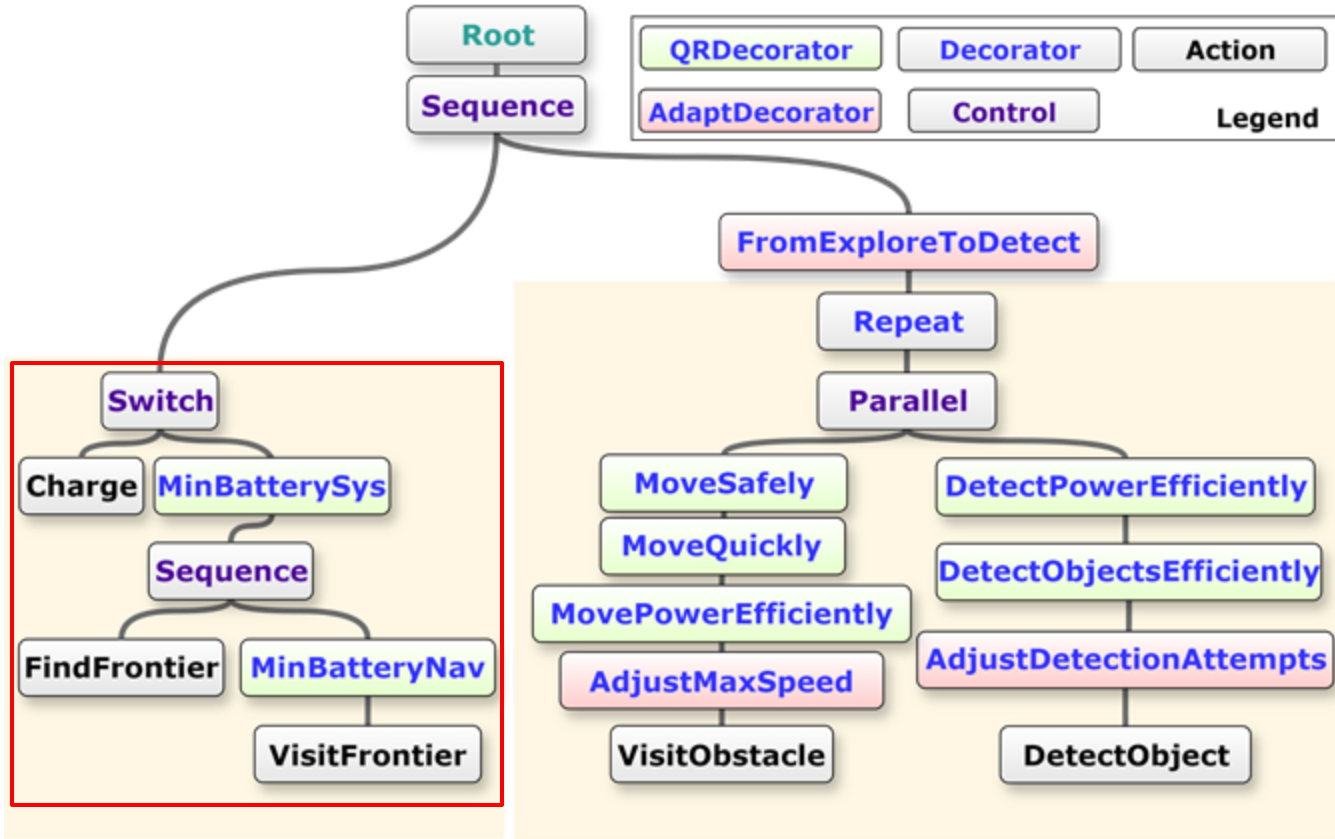 Root
Sequence
QRDecorator
Decorator
Action
AdaptDecorator
Control
Legend
FromExploreToDetect
Repeat
Parallel
Switch
Charge
MinBatterySys
Sequence
FindFrontier
MinBatteryNav
VisitFrontier
MoveSafely
MoveQuickly
MovePowerEfficiently
AdjustMaxSpeed
VisitObstacle
DetectPowerEfficiently
DetectObjectsEfficiently
AdjustDetectionAttempts
DetectObject